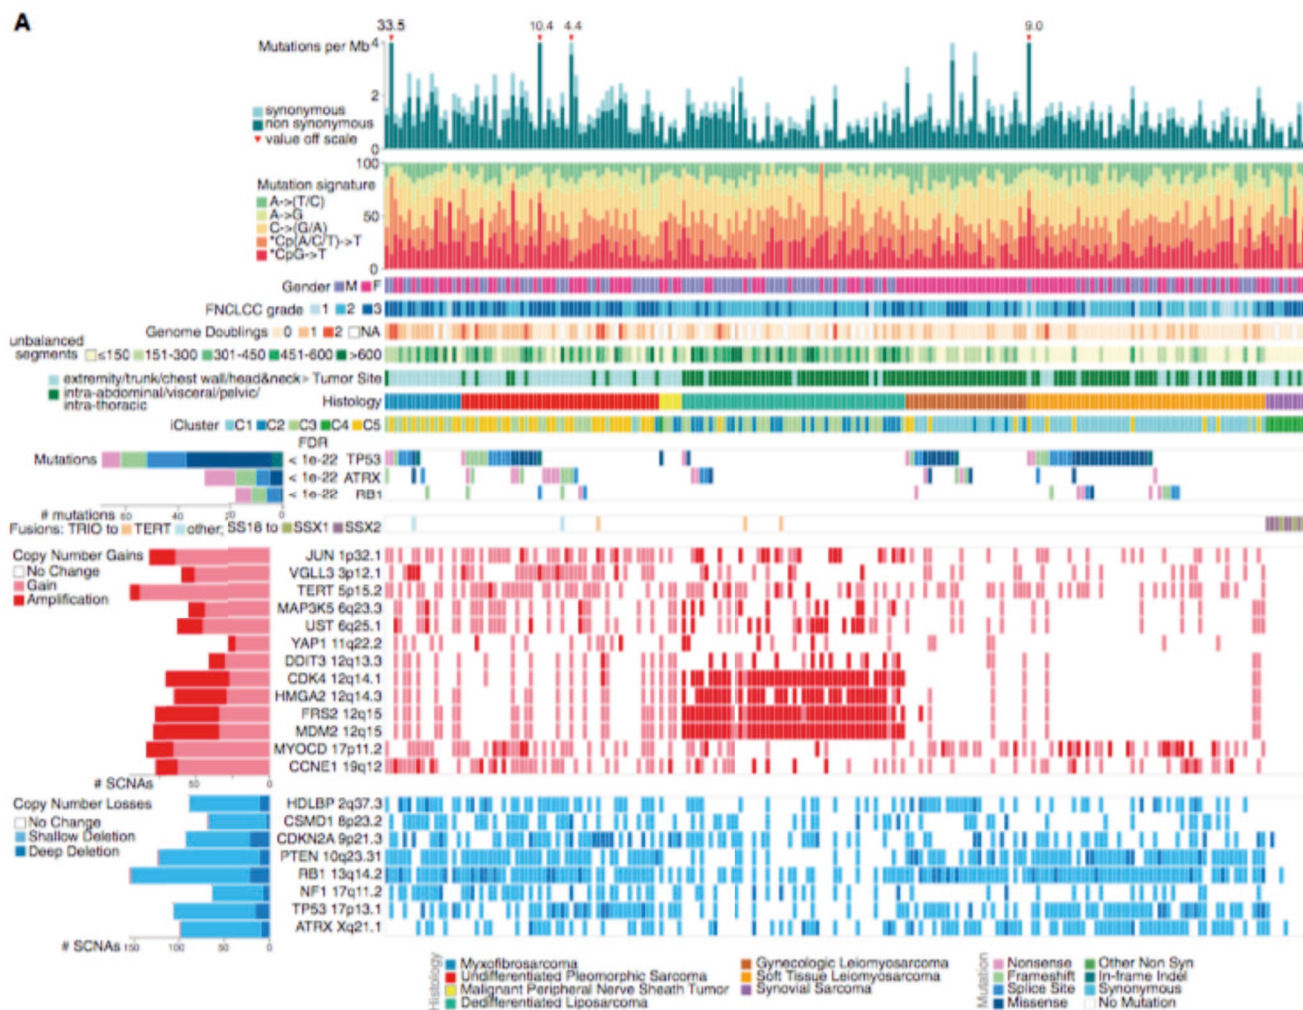 A
33.5 10.4 4.4 9.0
Mutations per Mb 4
2
0
synonymous
non synonymous
value off scale
100
50
0
Mutation signature
A->(T/C)
A->G
C->(G/A)
*Cp(A/C/T)->T
*CpG->T
Gender M F
FNCLCC grade 1 2 3
Genome Doublings 0 1 2 NA
unbalanced
segments ≤150 151-300 301-450 451-600 >600
extremity/trunk/chest wall/head&neck Tumor Site
intra-abdominal/visceral/pelvic/
intra-thoracic
Histology
iCluster C1 C2 C3 C4 C5
FDR
Mutations < 1e-22 TP53
< 1e-22 ATRX
< 1e-22 RB1
# mutations 60 40 20 0
Fusions: TRIO to TERT other; SS18 to SSX1 SSX2
Copy Number Gains
No Change
Gain
Amplification
JUN 1p32.1
VGLL3 3p12.1
TERT 5p15.2
MAP3K5 6q23.3
UST 6q25.1
YAP1 11q22.2
DDIT3 12q13.3
CDK4 12q14.1
HMGA2 12q14.3
FRS2 12q15
MDM2 12q15
MYOCD 17p11.2
CCNE1 19q12
# SCNAs 50 0
Copy Number Losses
No Change
Shallow Deletion
Deep Deletion
HDLBP 2q37.3
CSMD1 8p23.2
CDKN2A 9p21.3
PTEN 10q23.31
RB1 13q14.2
NF1 17q11.2
TP53 17p13.1
ATRX Xq21.1
# SCNAs 150 100 50 0
Histology
Myxofibrosarcoma
Undifferentiated Pleomorphic Sarcoma
Malignant Peripheral Nerve Sheath Tumor
Dedifferentiated Liposarcoma
Gynecologic Leiomyosarcoma
Soft Tissue Leiomyosarcoma
Synovial Sarcoma
Mutation
Nonsense
Frameshift
Splice Site
Missense
Other Non Syn
In-frame Indel
Synonymous
No Mutation